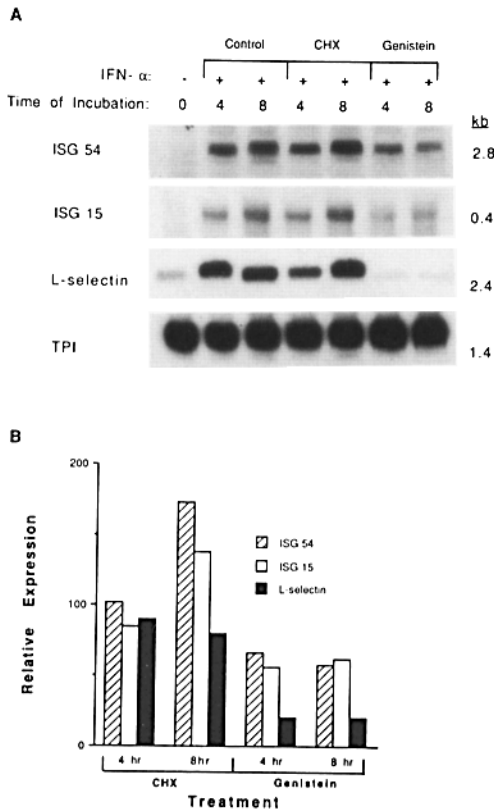 A
Control CHX Genistein
IFN- α: - + + + + + +
Time of Incubation: 0 4 8 4 8 4 8
kb
ISG 54 2.8
ISG 15 0.4
L-selectin 2.4
TPI 1.4
B
200
100
0
Relative Expression
ISG 54
ISG 15
L-selectin
4 hr 8hr 4 hr 8 hr
CHX Genistein
Treatment